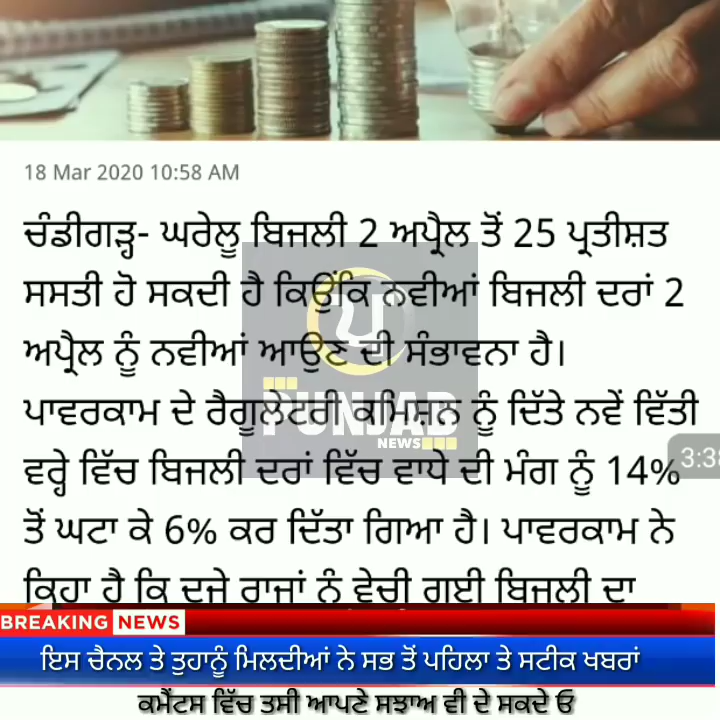 18 Mar 2020 10:58 AM
ਚੰਡੀਗੜ੍ਹ- ਘਰੇਲੂ ਬਿਜਲੀ 2 ਅਪ੍ਰੈਲ ਤੋਂ 25 ਪ੍ਰਤੀਸ਼ਤ
ਸਸਤੀ ਹੋ ਸਕਦੀ ਹੈ ਕਿਉਂਕਿ ਨਵੀਆਂ ਬਿਜਲੀ ਦਰਾਂ 2
ਅਪ੍ਰੈਲ ਨੂੰ ਨਵੀਆਂ ਆਉਣ ਦੀ ਸੰਭਾਵਨਾ ਹੈ।
ਪਾਵਰਕਾਮ ਦੇ ਰੈਗੂਲੇਟਰੀ ਕਮਿਸ਼ਨ ਨੂੰ ਦਿੱਤੇ ਨਵੇਂ ਵਿੱਤੀ
ਵਰ੍ਹੇ ਵਿੱਚ ਬਿਜਲੀ ਦਰਾਂ ਵਿੱਚ ਵਾਧੇ ਦੀ ਮੰਗ ਨੂੰ 14%
ਤੋਂ ਘਟਾ ਕੇ 6% ਕਰ ਦਿੱਤਾ ਗਿਆ ਹੈ। ਪਾਵਰਕਾਮ ਨੇ
ਕਿਹਾ ਹੈ ਕਿ ਦੂਜੇ ਰਾਜਾਂ ਨੂੰ ਵੇਚੀ ਗਈ ਬਿਜਲੀ ਦਾ
ਪ
PUNJAB
NEWS
BREAKING NEWS
ਇਸ ਚੈਨਲ ਤੇ ਤੁਹਾਨੂੰ ਮਿਲਦੀਆਂ ਨੇ ਸਭ ਤੋਂ ਪਹਿਲਾ ਤੇ ਸਟੀਕ ਖਬਰਾਂ
ਕਮੈਂਟਸ ਵਿੱਚ ਤੁਸੀ ਆਪਣੇ ਸੁਝਾਅ ਵੀ ਦੇ ਸਕਦੇ ਓ